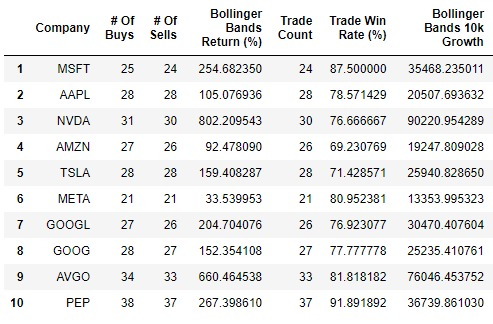 Company # Of Buys # Of Sells Bollinger Bands Return (%) Trade Count Trade Win Rate (%) Bollinger Bands 10k Growth
1 MSFT 25 24 254.682350 24 87.500000 35468.235011
2 AAPL 28 28 105.076936 28 78.571429 20507.693632
3 NVDA 31 30 802.209543 30 76.666667 90220.954289
4 AMZN 27 26 92.478090 26 69.230769 19247.809028
5 TSLA 28 28 159.408287 28 71.428571 25940.828650
6 META 21 21 33.539953 21 80.952381 13353.995323
7 GOOGL 27 26 204.704076 26 76.923077 30470.407604
8 GOOG 28 27 152.354108 27 77.777778 25235.410761
9 AVGO 34 33 660.464538 33 81.818182 76046.453752
10 PEP 38 37 267.398610 37 91.891892 36739.861030